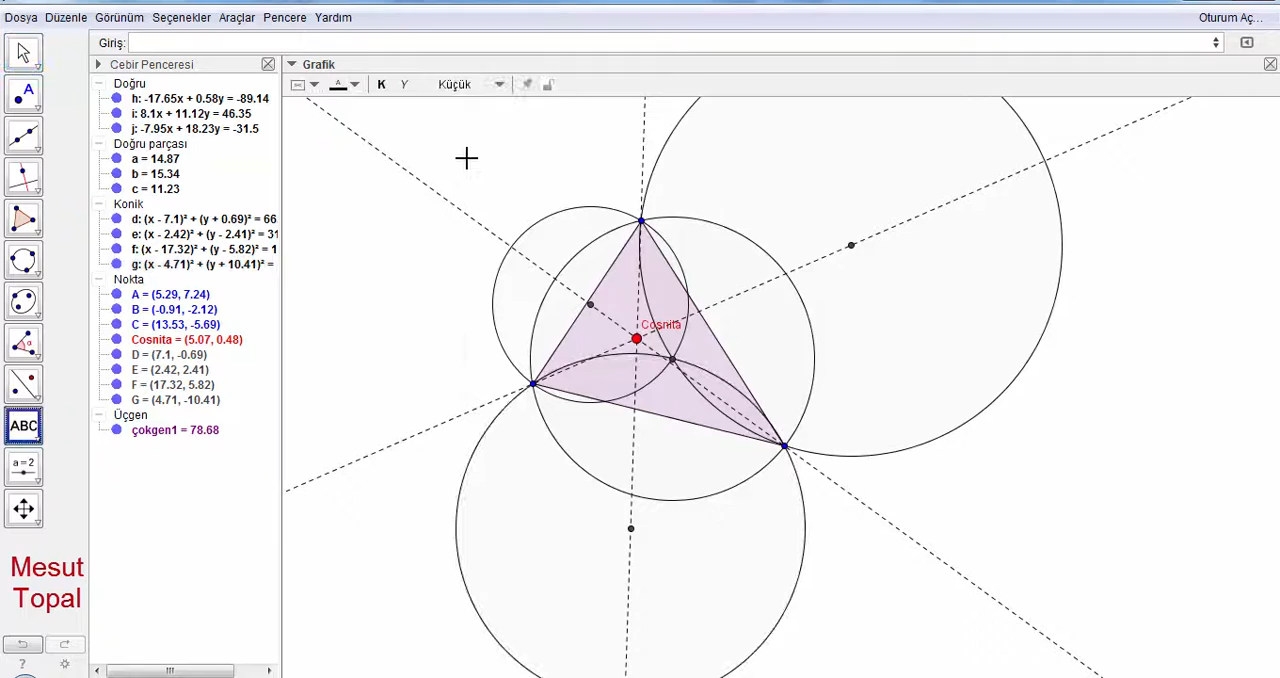 Dosya Düzenle Görünüm Seçenekler Araçlar Pencere Yardım Oturum Aç...
Giriş:
Cebir Penceresi
Grafik
K Y Küçük
Doğru
h: -17.65x + 0.58y = -89.14
i: 8.1x + 11.12y = 46.35
j: -7.95x + 18.23y = -31.5
Doğru parçası
a = 14.87
b = 15.34
c = 11.23
Konik
d: (x - 7.1)² + (y + 0.69)² = 66
e: (x - 2.42)² + (y - 2.41)² = 31
f: (x - 17.32)² + (y - 5.82)² = 1
g: (x - 4.71)² + (y + 10.41)² =
Nokta
A = (5.29, 7.24)
B = (-0.91, -2.12)
C = (13.53, -5.69)
Cosnita = (5.07, 0.48)
D = (7.1, -0.69)
E = (2.42, 2.41)
F = (17.32, 5.82)
G = (4.71, -10.41)
Üçgen
çokgen1 = 78.68
Cosnita
A
α
ABC
a=2
Mesut
Topal
?